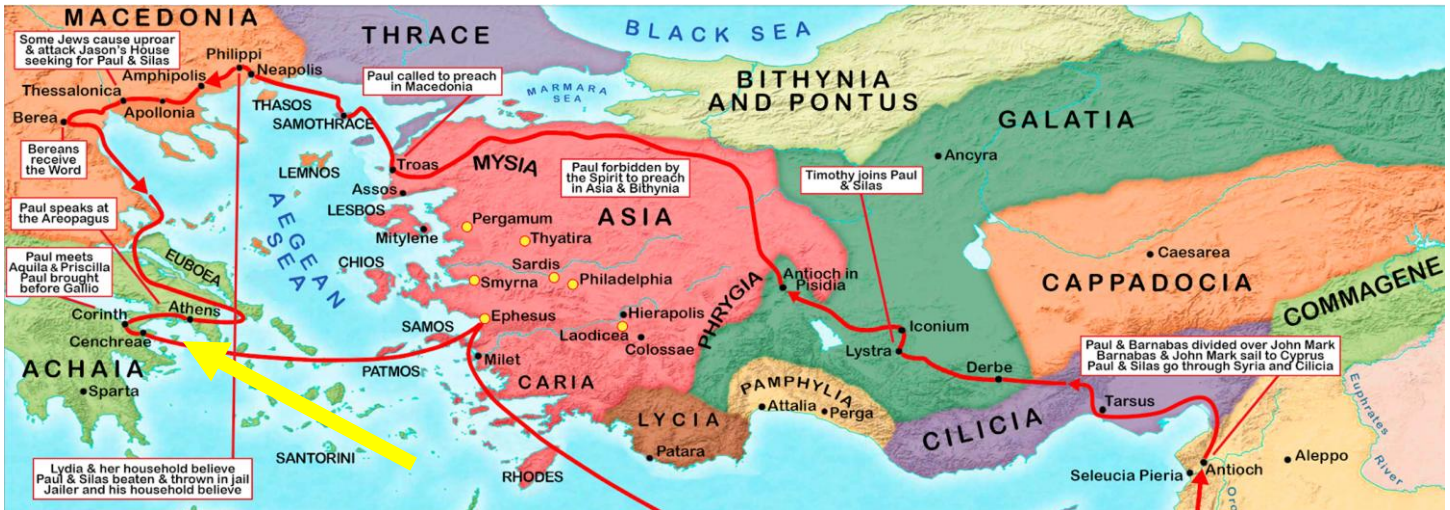 MACEDONIA
Some Jews cause uproar
& attack Jason's House
seeking for Paul & Silas
Philippi
Neapolis
Amphipolis
Thessalonica
Apollonia
Berea
Bereans
receive
the Word
THRACE
BLACK SEA
Paul called to preach
in Macedonia
MARMARA
SEA
THASOS
SAMOTHRACE
BITHYNIA
AND PONTUS
GALATIA
Ancyra
LEMNOS
Troas
MYSIA
Assos
LESBOS
Mitylene
Paul forbidden by
the Spirit to preach
in Asia & Bithynia
Timothy joins Paul
& Silas
ASIA
Pergamum
Thyatira
Sardis
Philadelphia
Smyrna
AEGEAN
SEA
CHIOS
Paul speaks at
the Areopagus
Paul meets
Aquila & Priscilla
Paul brought
before Gallio
EUBOEA
Athens
Corinth
Cenchreae
ACHAIA
Sparta
SAMOS
Ephesus
PATMOS
Milet
Hierapolis
Laodicea
Colossae
CARIA
PHRYGIA
Antioch in
Pisidia
Iconium
Lystra
Derbe
CAPPADOCIA
Caesarea
COMMAGENE
Paul & Barnabas divided over John Mark
Barnabas & John Mark sail to Cyprus
Paul & Silas go through Syria and Cilicia
Tarsus
CILICIA
PAMPHYLIA
Attalia
Perga
LYCIA
Patara
RHODES
SANTORINI
Lydia & her household believe
Paul & Silas beaten & thrown in jail
Jailer and his household believe
Seleucia Pieria
Antioch
Aleppo
Euphrates
River